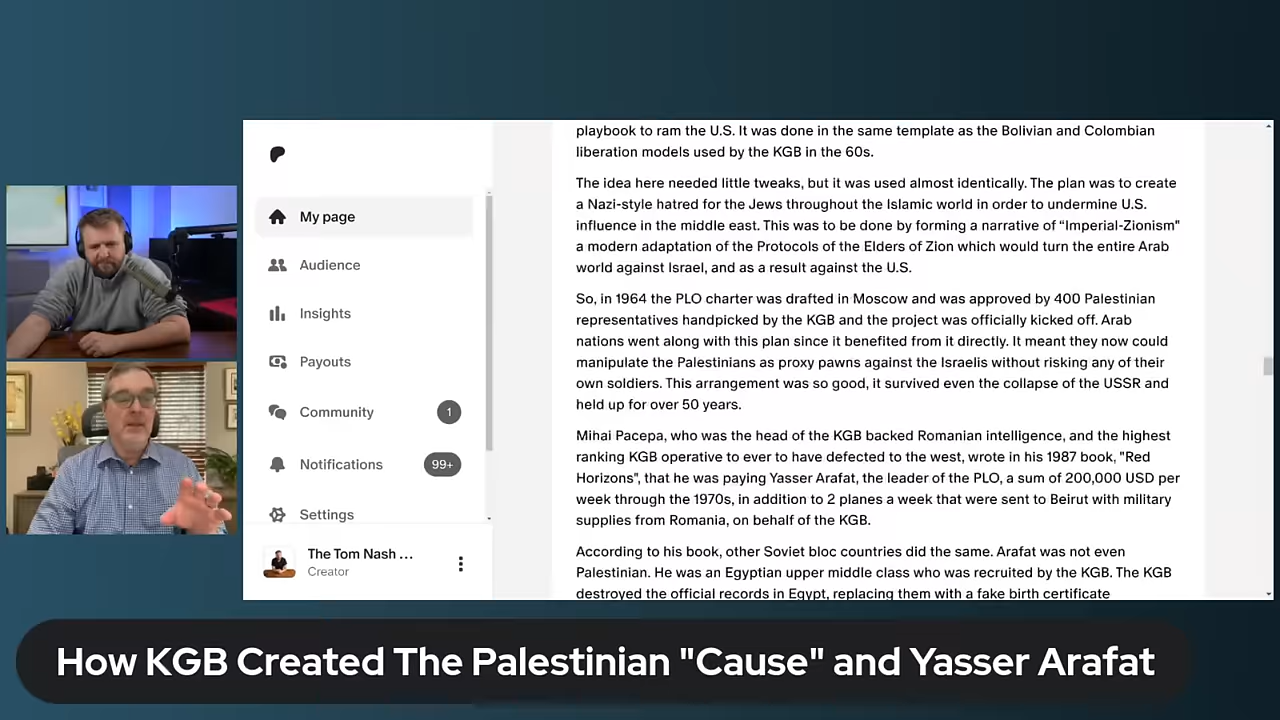 My page
Audience
Insights
Payouts
Community 1
Notifications 99+
Settings
The Tom Nash ...
Creator
playbook to ram the U.S. It was done in the same template as the Bolivian and Colombian
liberation models used by the KGB in the 60s.
The idea here needed little tweaks, but it was used almost identically. The plan was to create
a Nazi-style hatred for the Jews throughout the Islamic world in order to undermine U.S.
influence in the middle east. This was to be done by forming a narrative of “Imperial-Zionism"
a modern adaptation of the Protocols of the Elders of Zion which would turn the entire Arab
world against Israel, and as a result against the U.S.
So, in 1964 the PLO charter was drafted in Moscow and was approved by 400 Palestinian
representatives handpicked by the KGB and the project was officially kicked off. Arab
nations went along with this plan since it benefited from it directly. It meant they now could
manipulate the Palestinians as proxy pawns against the Israelis without risking any of their
own soldiers. This arrangement was so good, it survived even the collapse of the USSR and
held up for over 50 years.
Mihai Pacepa, who was the head of the KGB backed Romanian intelligence, and the highest
ranking KGB operative to ever to have defected to the west, wrote in his 1987 book, "Red
Horizons", that he was paying Yasser Arafat, the leader of the PLO, a sum of 200,000 USD per
week through the 1970s, in addition to 2 planes a week that were sent to Beirut with military
supplies from Romania, on behalf of the KGB.
According to his book, other Soviet bloc countries did the same. Arafat was not even
Palestinian. He was an Egyptian upper middle class who was recruited by the KGB. The KGB
destroyed the official records in Egypt, replacing them with a fake birth certificate
How KGB Created The Palestinian "Cause" and Yasser Arafat